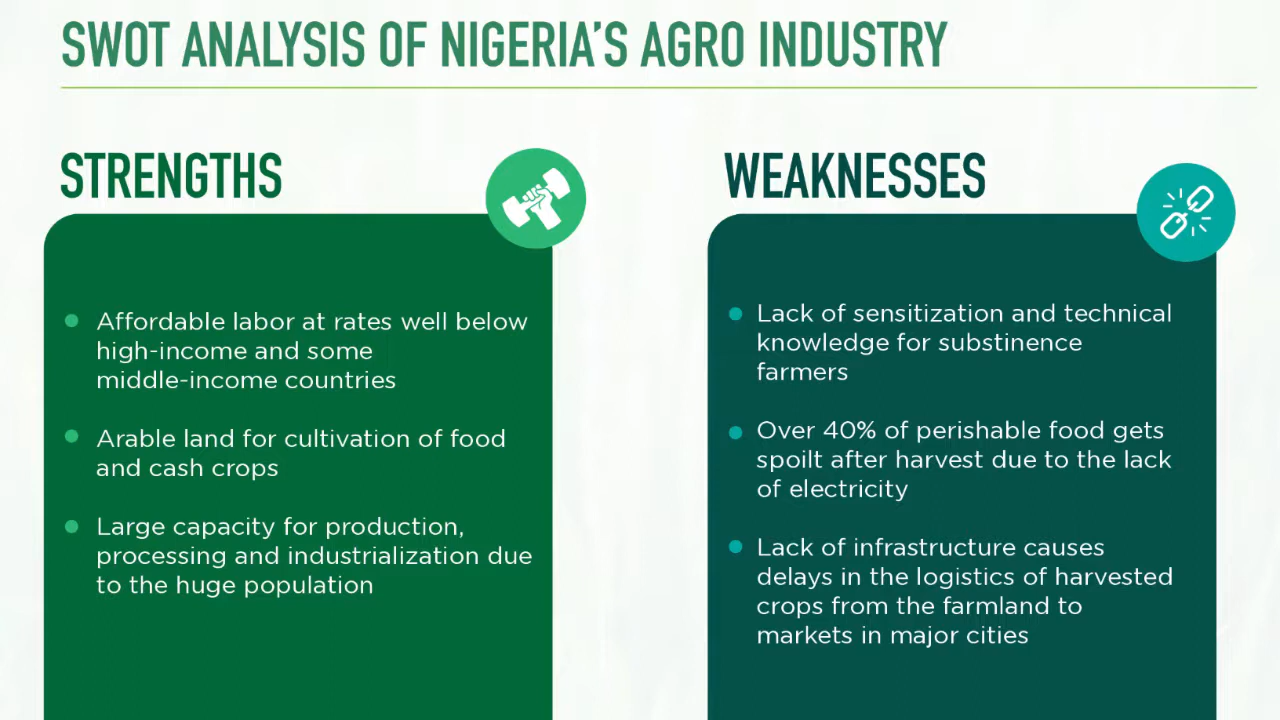 SWOT ANALYSIS OF NIGERIA'S AGRO INDUSTRY
STRENGTHS
Affordable labor at rates well below
high-income and some
middle-income countries
Arable land for cultivation of food
and cash crops
Large capacity for production,
processing and industrialization due
to the huge population
WEAKNESSES
Lack of sensitization and technical
knowledge for substinence
farmers
Over 40% of perishable food gets
spoilt after harvest due to the lack
of electricity
Lack of infrastructure causes
delays in the logistics of harvested
crops from the farmland to
markets in major cities